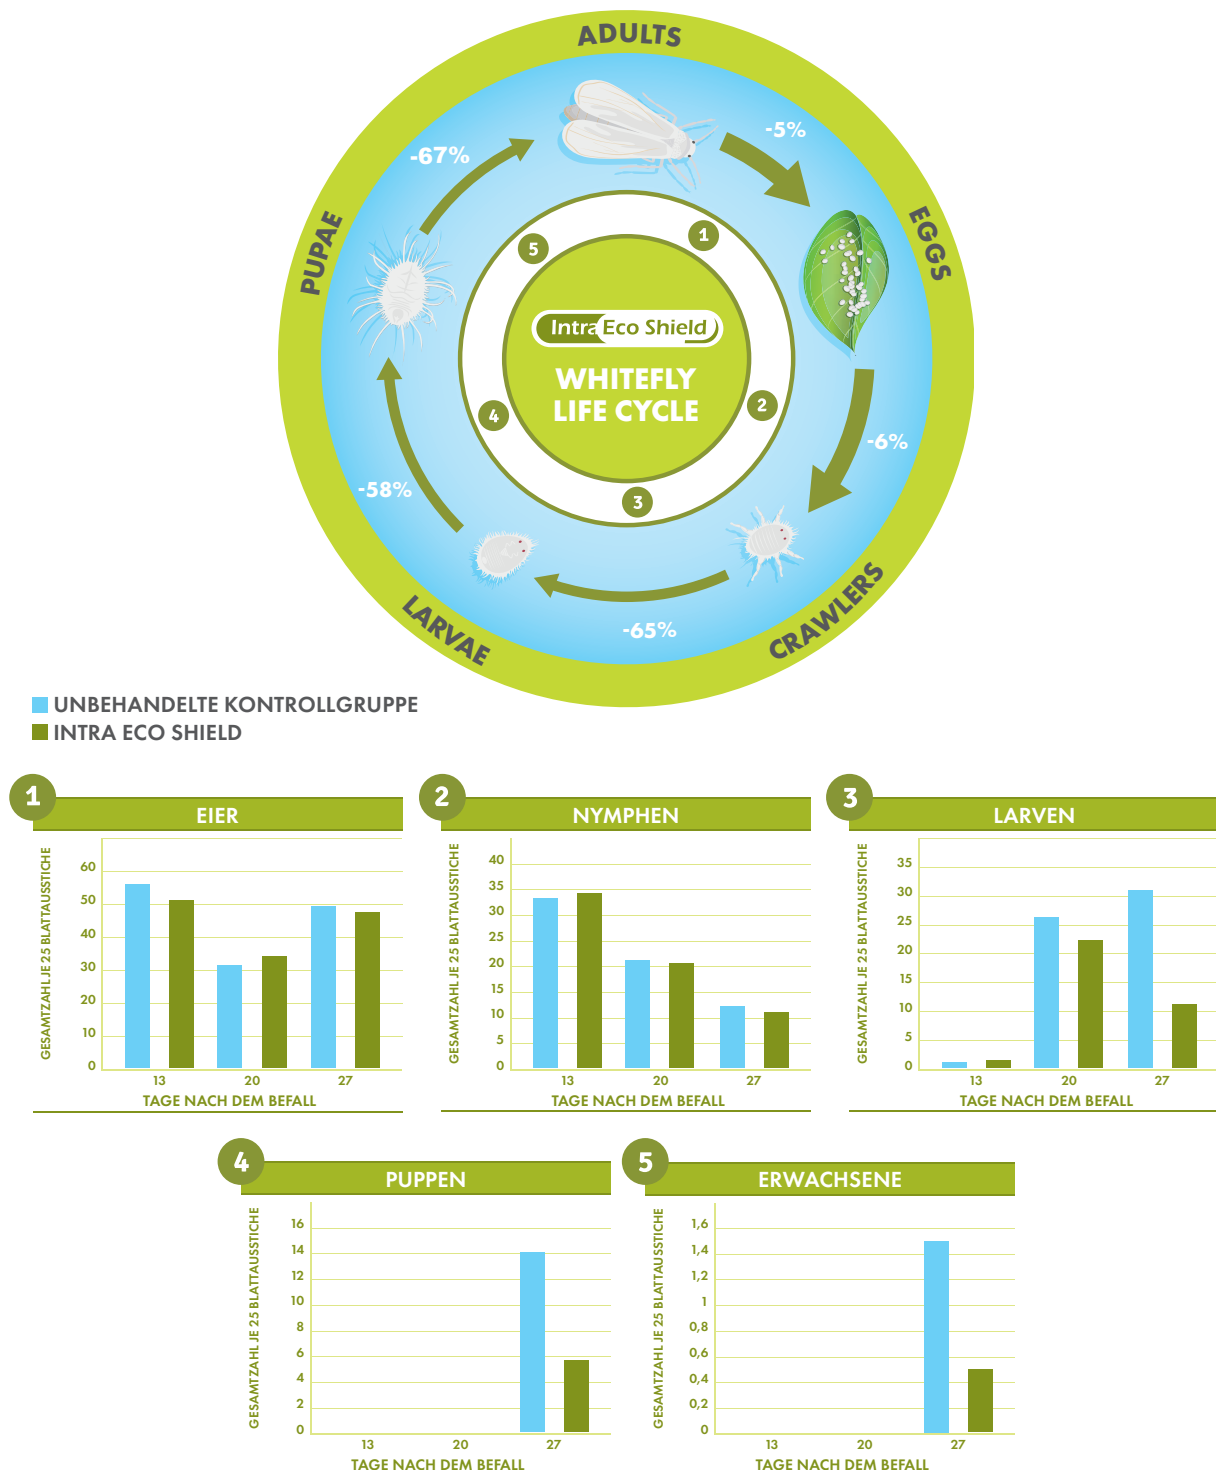 ADULTS
-5%
-67%
EGGS
PUPAE
1
5
Intra Eco Shield
WHITEFLY
LIFE CYCLE
2
4
-6%
-58%
3
-65%
CRAWLERS
LARVAE
UNBEHANDELTE KONTROLLGRUPPE
INTRA ECO SHIELD
1
EIER
GESAMTZAHL JE 25 BLATTAUSSTICHE
60
50
40
30
20
10
0
13 20 27
TAGE NACH DEM BEFALL
2
NYMPHEN
GESAMTZAHL JE 25 BLATTAUSSTICHE
40
35
30
25
20
15
10
5
0
13 20 27
TAGE NACH DEM BEFALL
3
LARVEN
GESAMTZAHL JE 25 BLATTAUSSTICHE
35
30
25
20
15
10
5
0
13 20 27
TAGE NACH DEM BEFALL
4
PUPPEN
GESAMTZAHL JE 25 BLATTAUSSTICHE
16
14
12
10
8
6
4
2
0
13 20 27
TAGE NACH DEM BEFALL
5
ERWACHSENE
GESAMTZAHL JE 25 BLATTAUSSTICHE
1,6
1,4
1,2
1
0,8
0,6
0,4
0,2
0
13 20 27
TAGE NACH DEM BEFALL